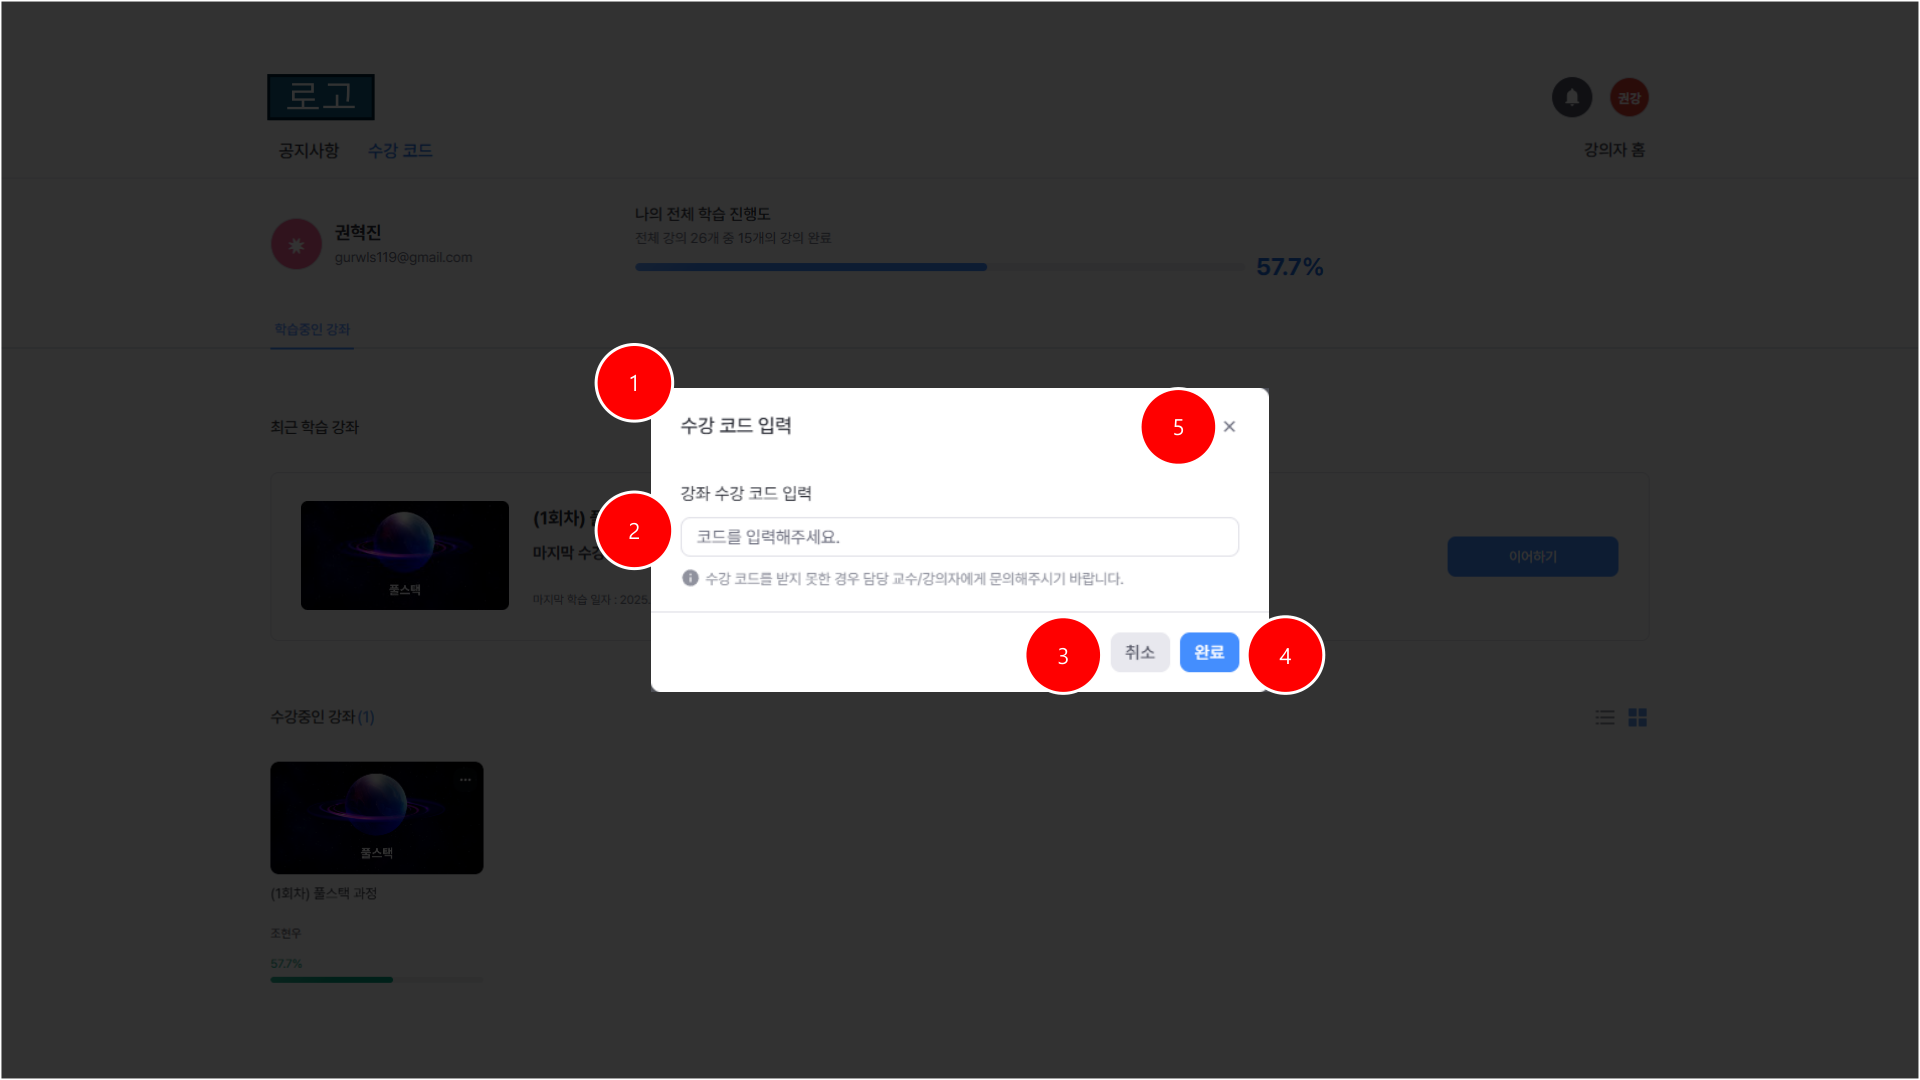 로고
권강
공지사항 수강 코드
강의자 홈
권혁진
gurwls119@gmail.com
나의 전체 학습 진행도
전체 강의 26개 중 15개의 강의 완료
57.7%
학습중인 강좌
1
수강 코드 입력
5
최근 학습 강좌
강좌 수강 코드 입력
풀스택
(1회차)
마지막 수강
마지막 학습 일자 : 2025.
2
코드를 입력해주세요.
수강 코드를 받지 못한 경우 담당 교수/강의자에게 문의해주시기 바랍니다.
이어하기
3
취소
완료
4
수강중인 강좌 (1)
풀스택
(1회차) 풀스택 과정
조현우
57.7%